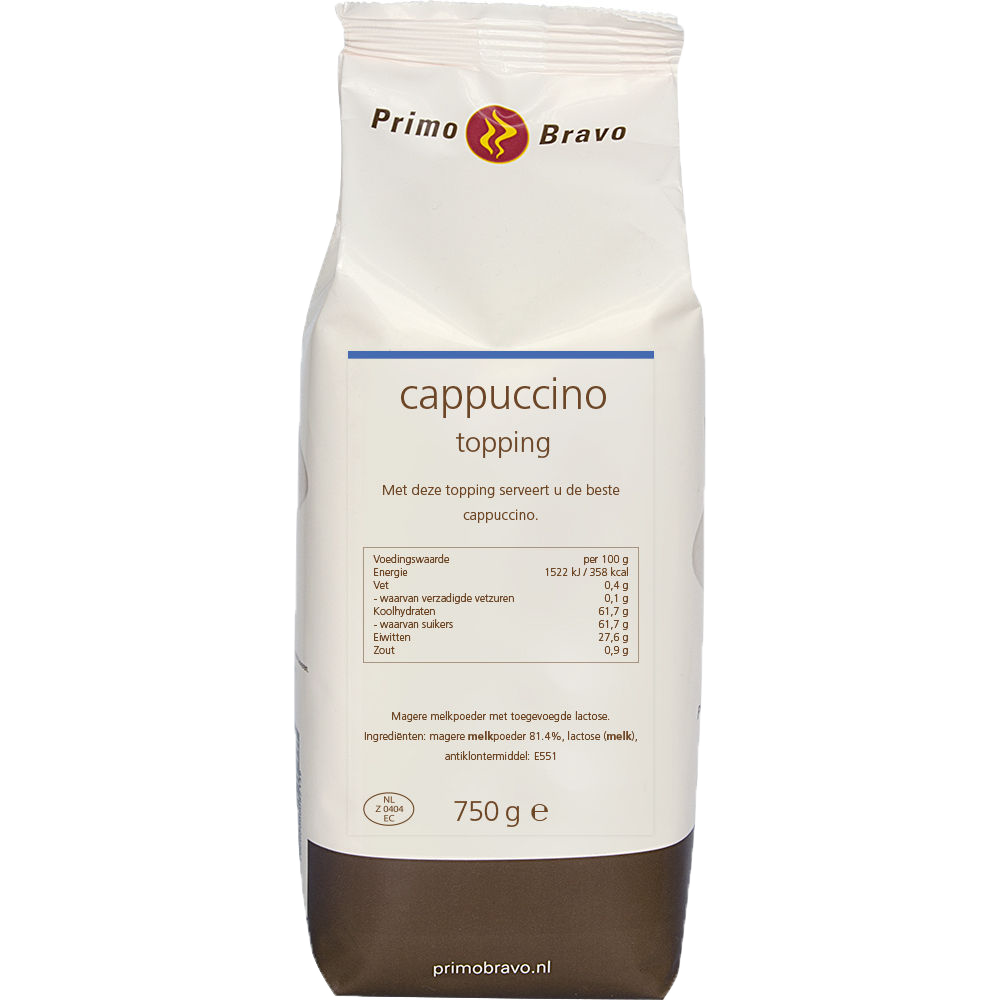 Primo Bravo
cappuccino
topping
Met deze topping serveert u de beste
cappuccino.
Voedingswaarde per 100 g
Energie 1522 kJ / 358 kcal
Vet 0,4 g
- waarvan verzadigde vetzuren 0,1 g
Koolhydraten 61,7 g
- waarvan suikers 61,7 g
Eiwitten 27,6 g
Zout 0,9 g
Magere melkpoeder met toegevoegde lactose.
Ingrediënten: magere melkpoeder 81.4%, lactose (melk),
antiklontermiddel: E551
NL
Z 0404
EC
750 g ℮
primobravo.nl